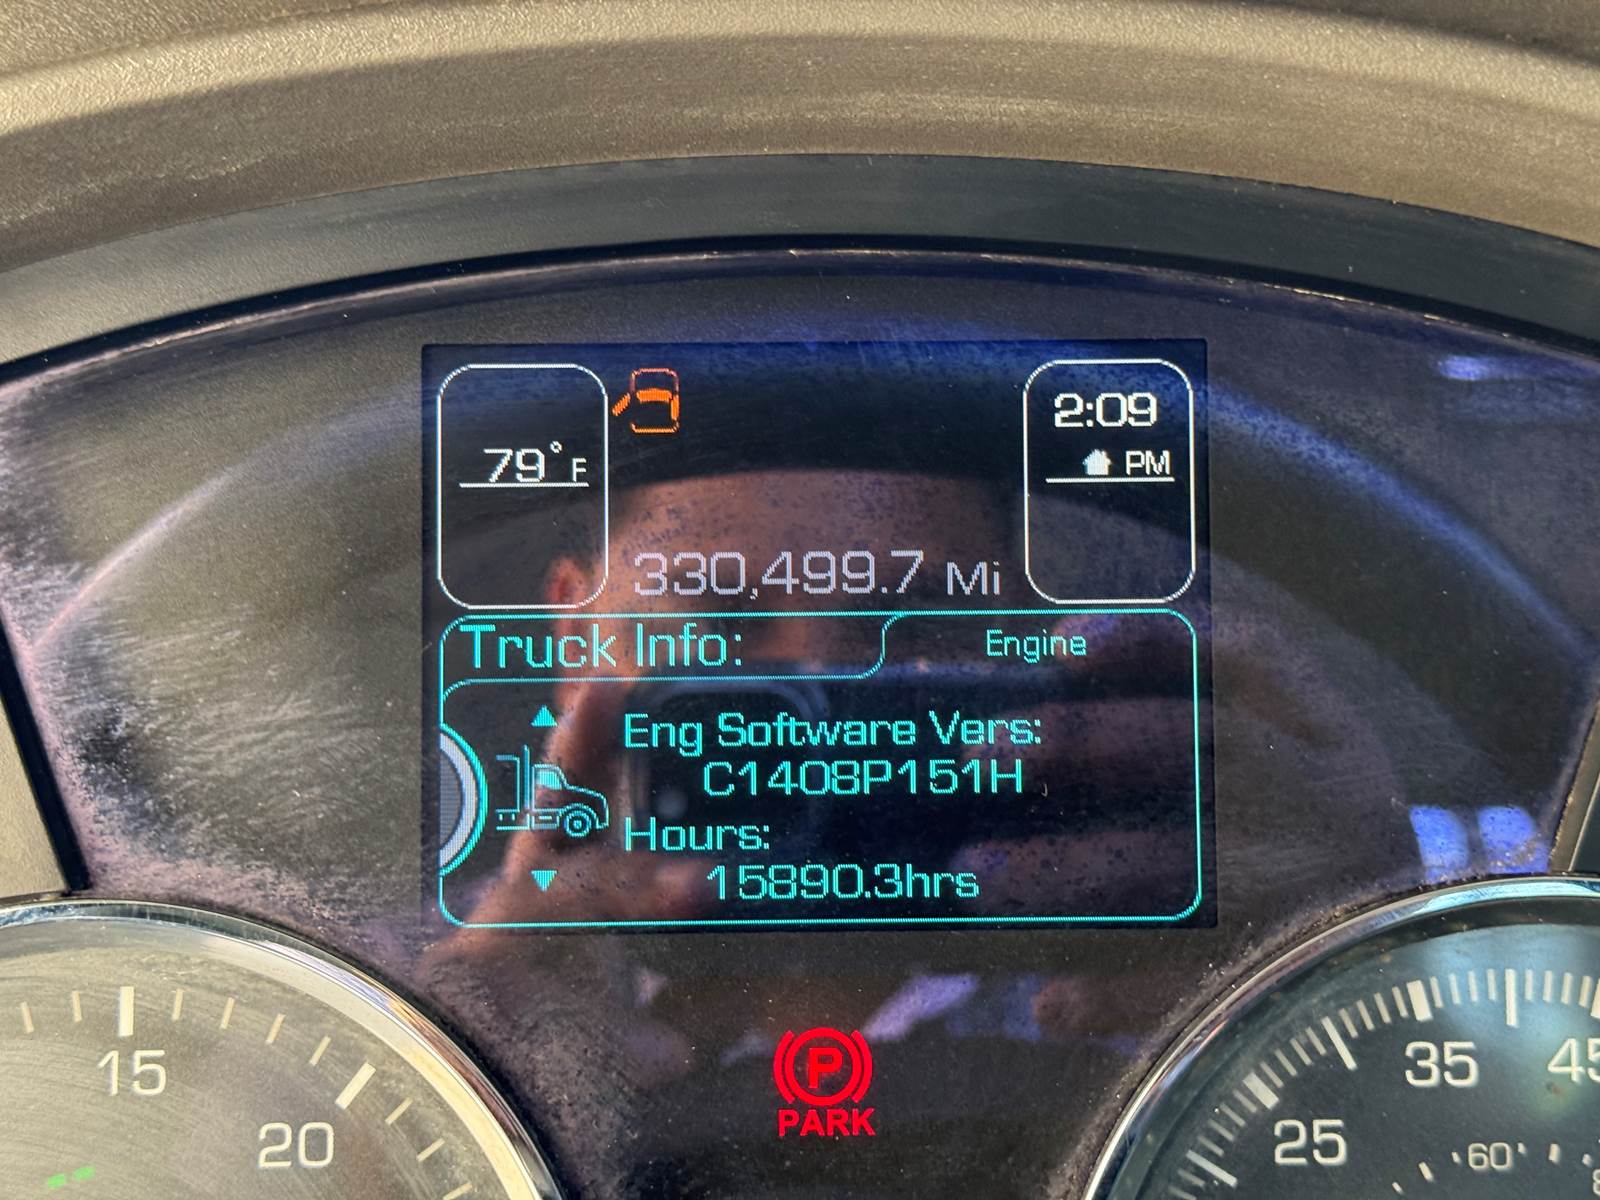 79° F
2:09
PM
330,499.7 Mi
Truck Info:
Engine
Eng Software Vers:
C1408P151H
Hours:
15890.3hrs
P
PARK
15
20
25
35
45
60